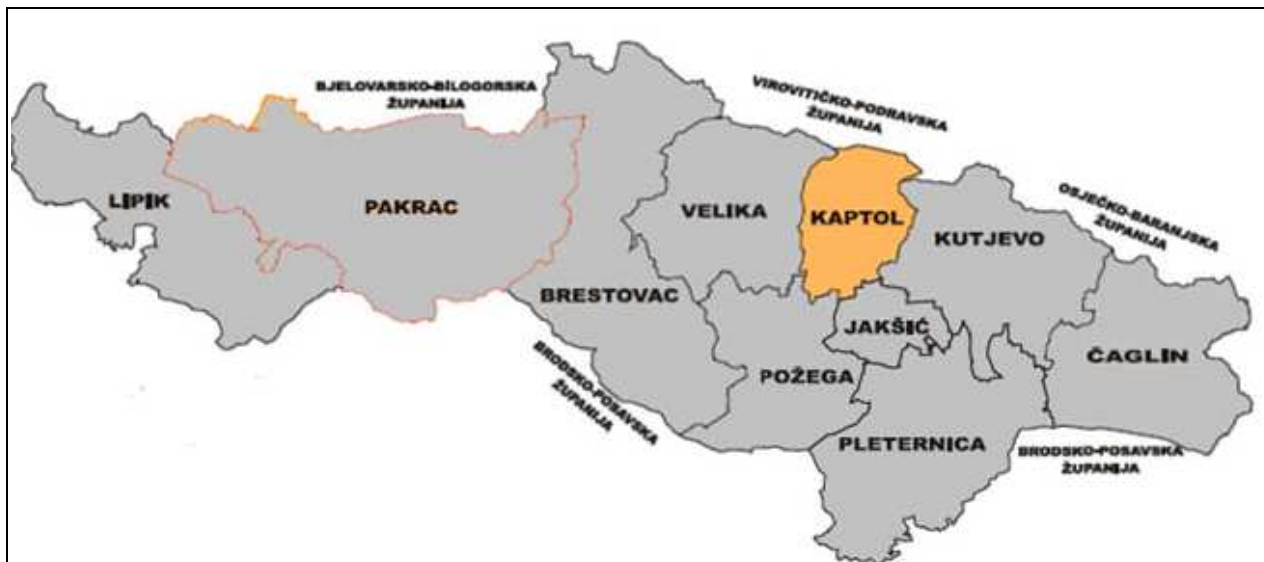 BJELOVARSKO-BILOGORSKA
ŽUPANIJA
VIROVITIČKO-PODRAVSKA
ŽUPANIJA
OSJEČKO-BARANJSKA
ŽUPANIJA
LIPIK
PAKRAC
VELIKA
KAPTOL
KUTJEVO
BRESTOVAC
JAKŠIĆ
ČAGLIN
POŽEGA
BRODSKO-POSAVSKA
ŽUPANIJA
PLETERNICA
BRODSKO-POSAVSKA
ŽUPANIJA